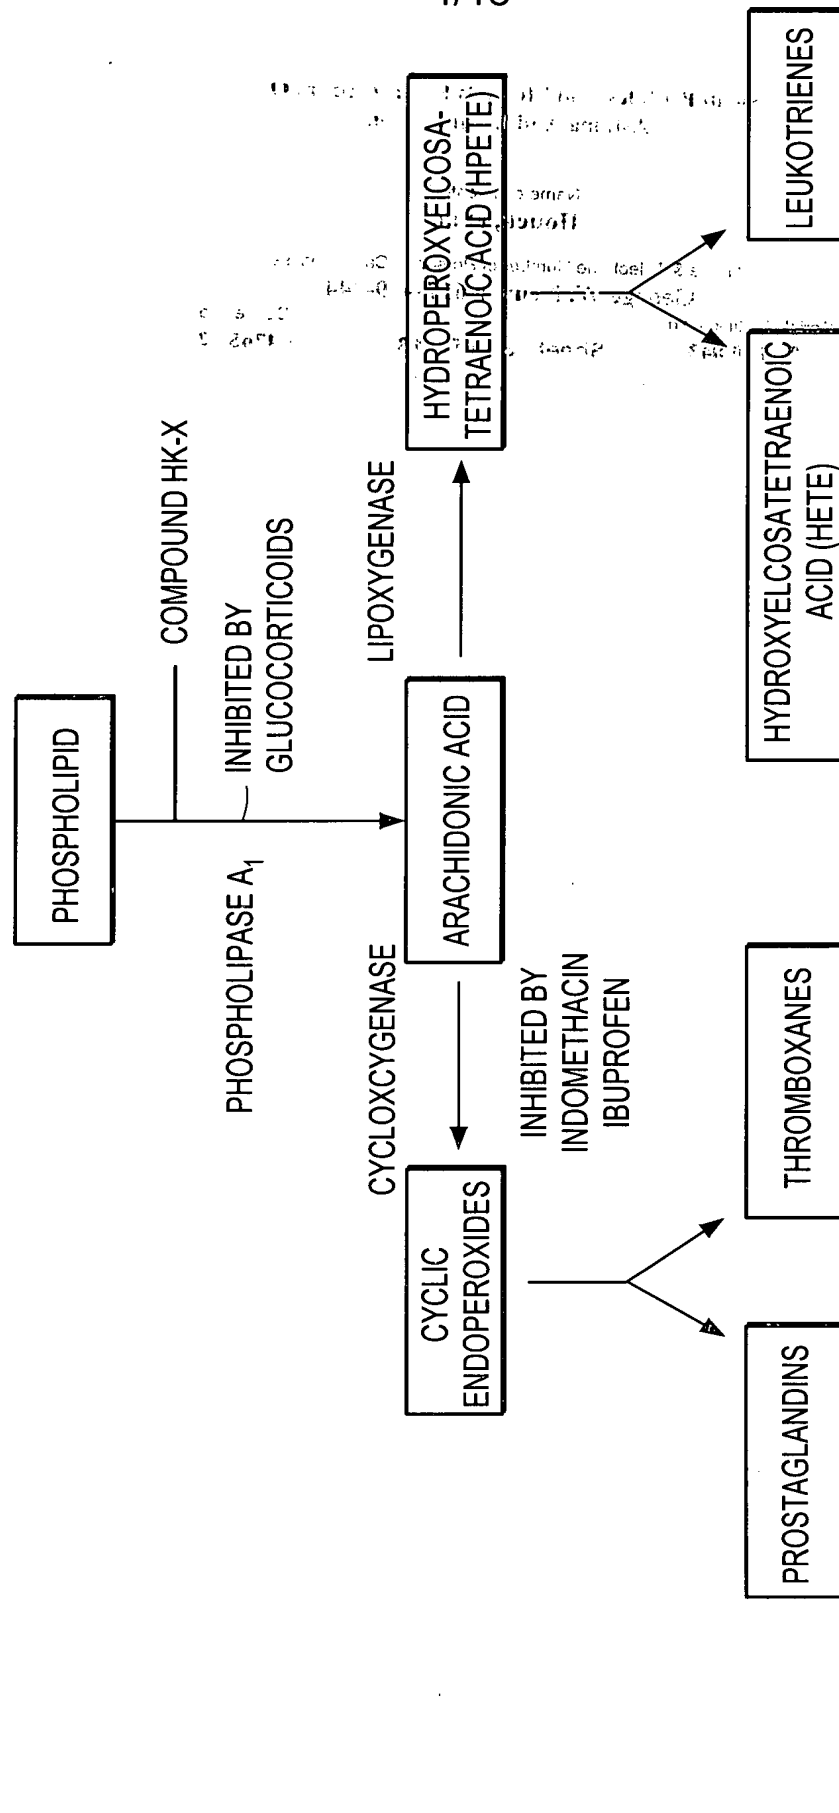 PHOSPHOLIPID
COMPOUND HK-X
PHOSPHOLIPASE A1
INHIBITED BY
GLUCOCORTICOIDS
CYCLOXCYGENASE
LIPOXYGENASE
CYCLIC
ENDOPEROXIDES
ARACHIDONIC ACID
HYDROPEROXYEICOSA-
TETRAENOIC ACID (HPETE)
INHIBITED BY
INDOMETHACIN
IBUPROFEN
PROSTAGLANDINS
THROMBOXANES
HYDROXYELCOSATETRAENOIC
ACID (HETE)
LEUKOTRIENES